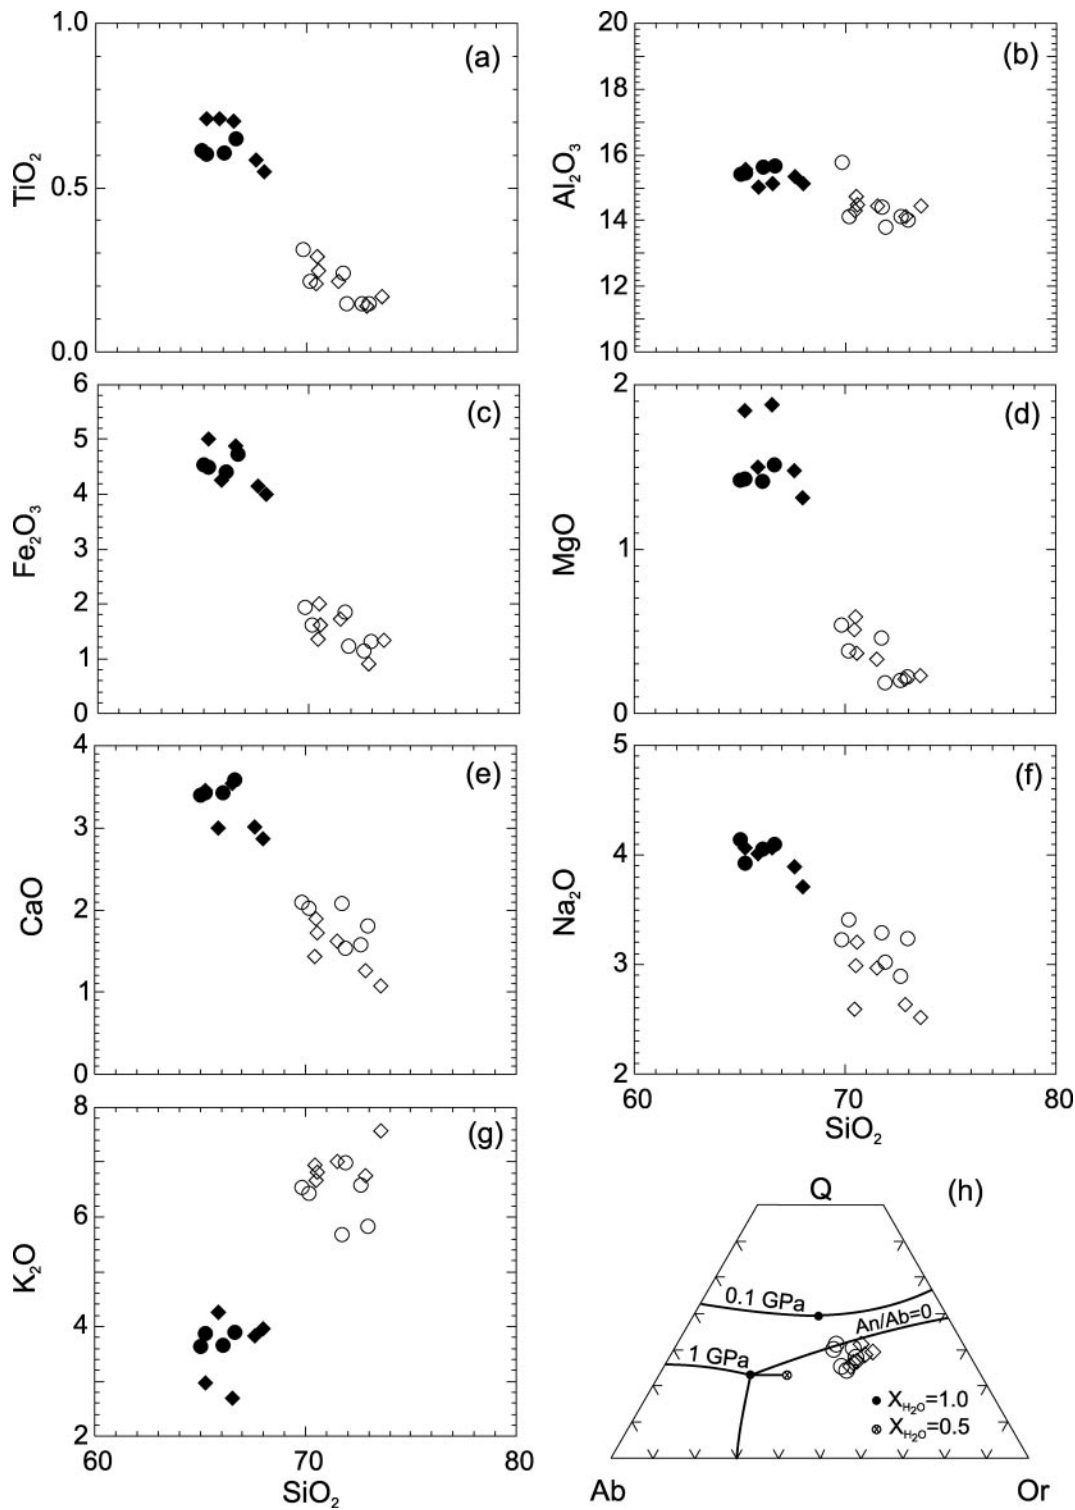 1.0
(a)
TiO₂
0.5
0.0
20
(b)
18
Al₂O₃
16
14
12
10
6
(c)
5
4
Fe₂O₃
3
2
1
0
2
(d)
MgO
1
0
4
(e)
3
CaO
2
1
0
5
(f)
4
Na₂O
3
2
60 70 80
SiO₂
8
(g)
6
K₂O
4
2
60 70 80
SiO₂
Q (h)
0.1 GPa
An/Ab=0
1 GPa
X_H₂O=1.0
X_H₂O=0.5
Ab Or